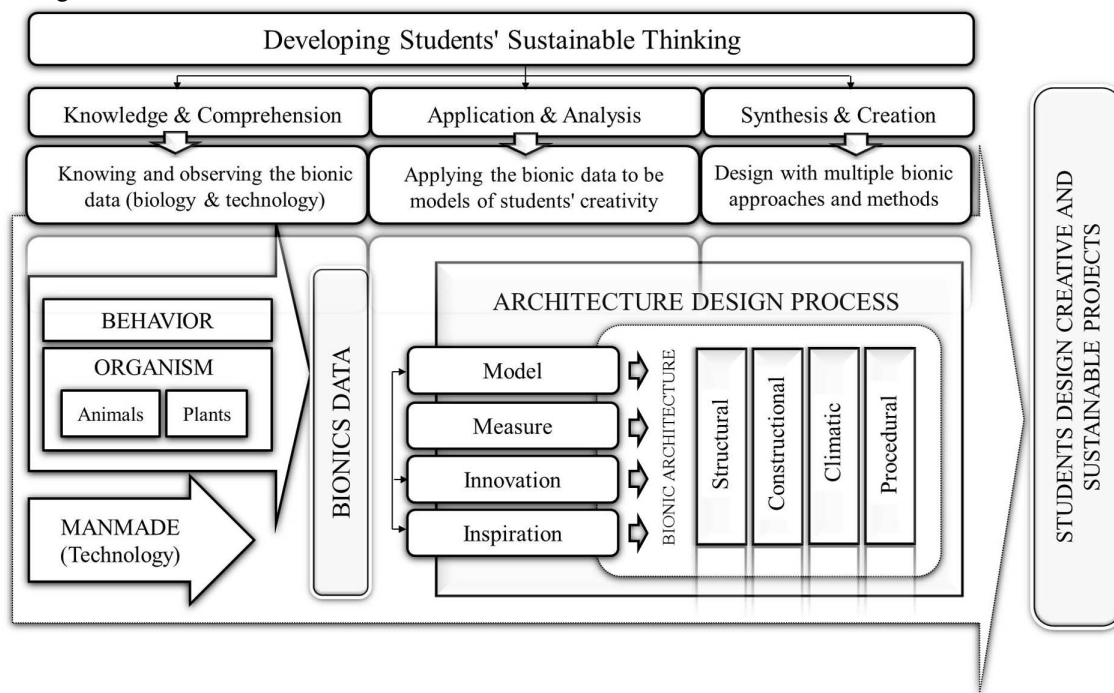 Developing Students' Sustainable Thinking
Knowledge & Comprehension
Application & Analysis
Synthesis & Creation
Knowing and observing the bionic
data (biology & technology)
Applying the bionic data to be
models of students' creativity
Design with multiple bionic
approaches and methods
BEHAVIOR
ORGANISM
Animals
Plants
MANMADE
(Technology)
BIONICS DATA
ARCHITECTURE DESIGN PROCESS
Model
Measure
Innovation
Inspiration
BIONIC ARCHITECTURE
Structural
Constructional
Climatic
Procedural
STUDENTS DESIGN CREATIVE AND
SUSTAINABLE PROJECTS